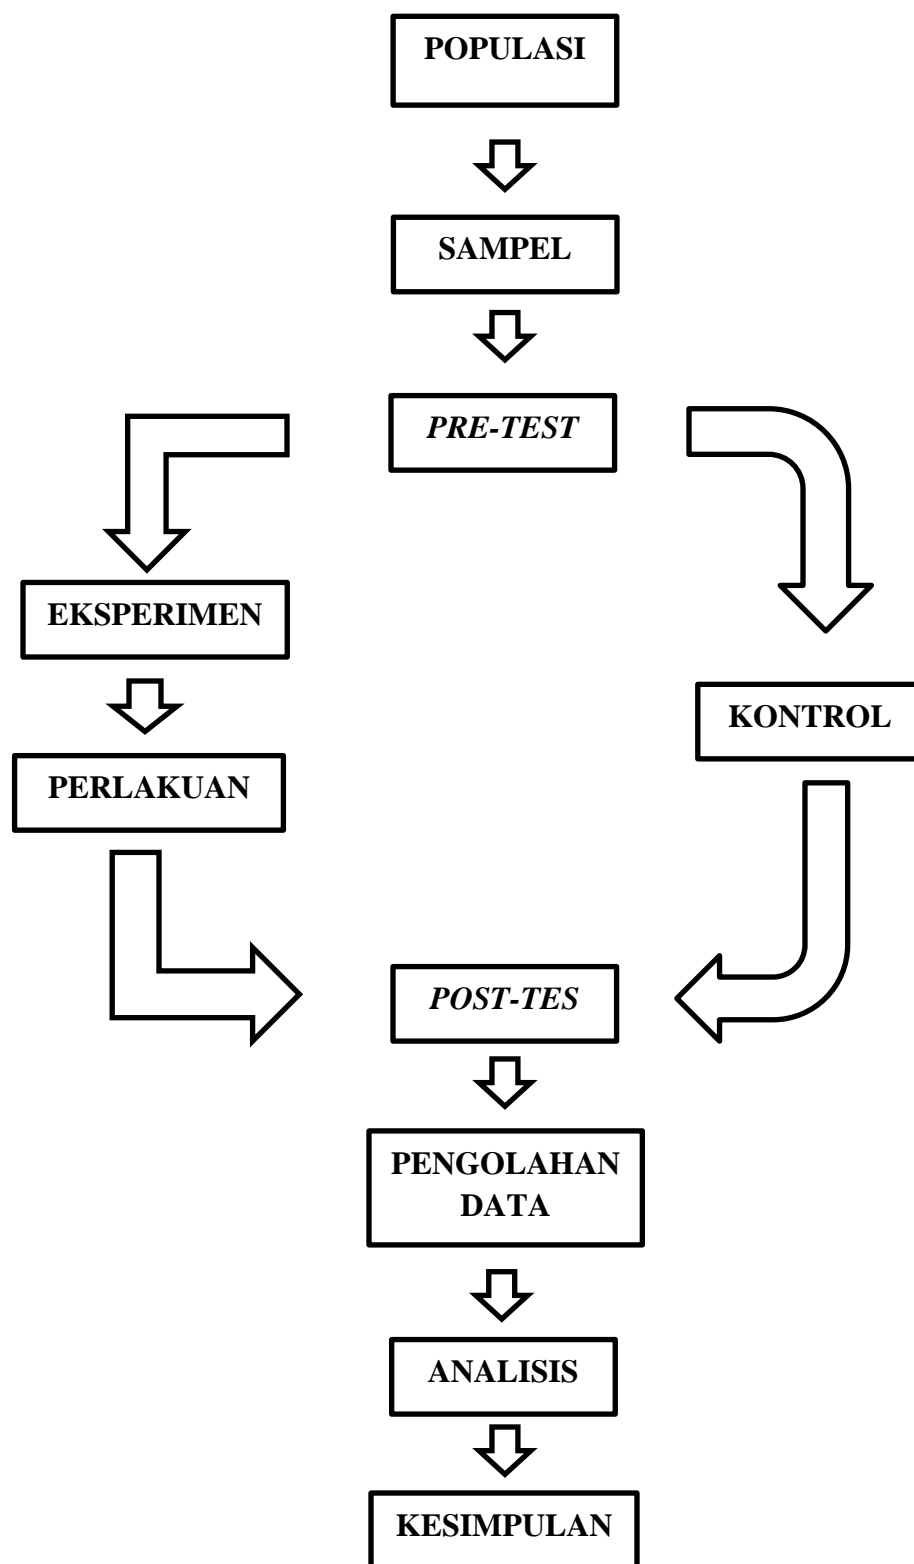 POPULASI
SAMPEL
PRE-TEST
EKSPERIMEN
KONTROL
PERLAKUAN
POST-TES
PENGOLAHAN
DATA
ANALISIS
KESIMPULAN